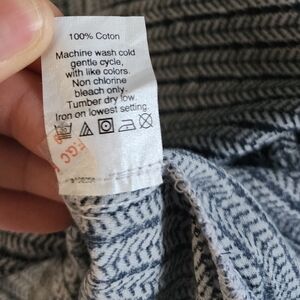 100% Coton
Machine wash cold
gentle cycle,
with like colors.
Non chlorine
bleach only.
Tumber dry low.
Iron on lowest setting.
FGC